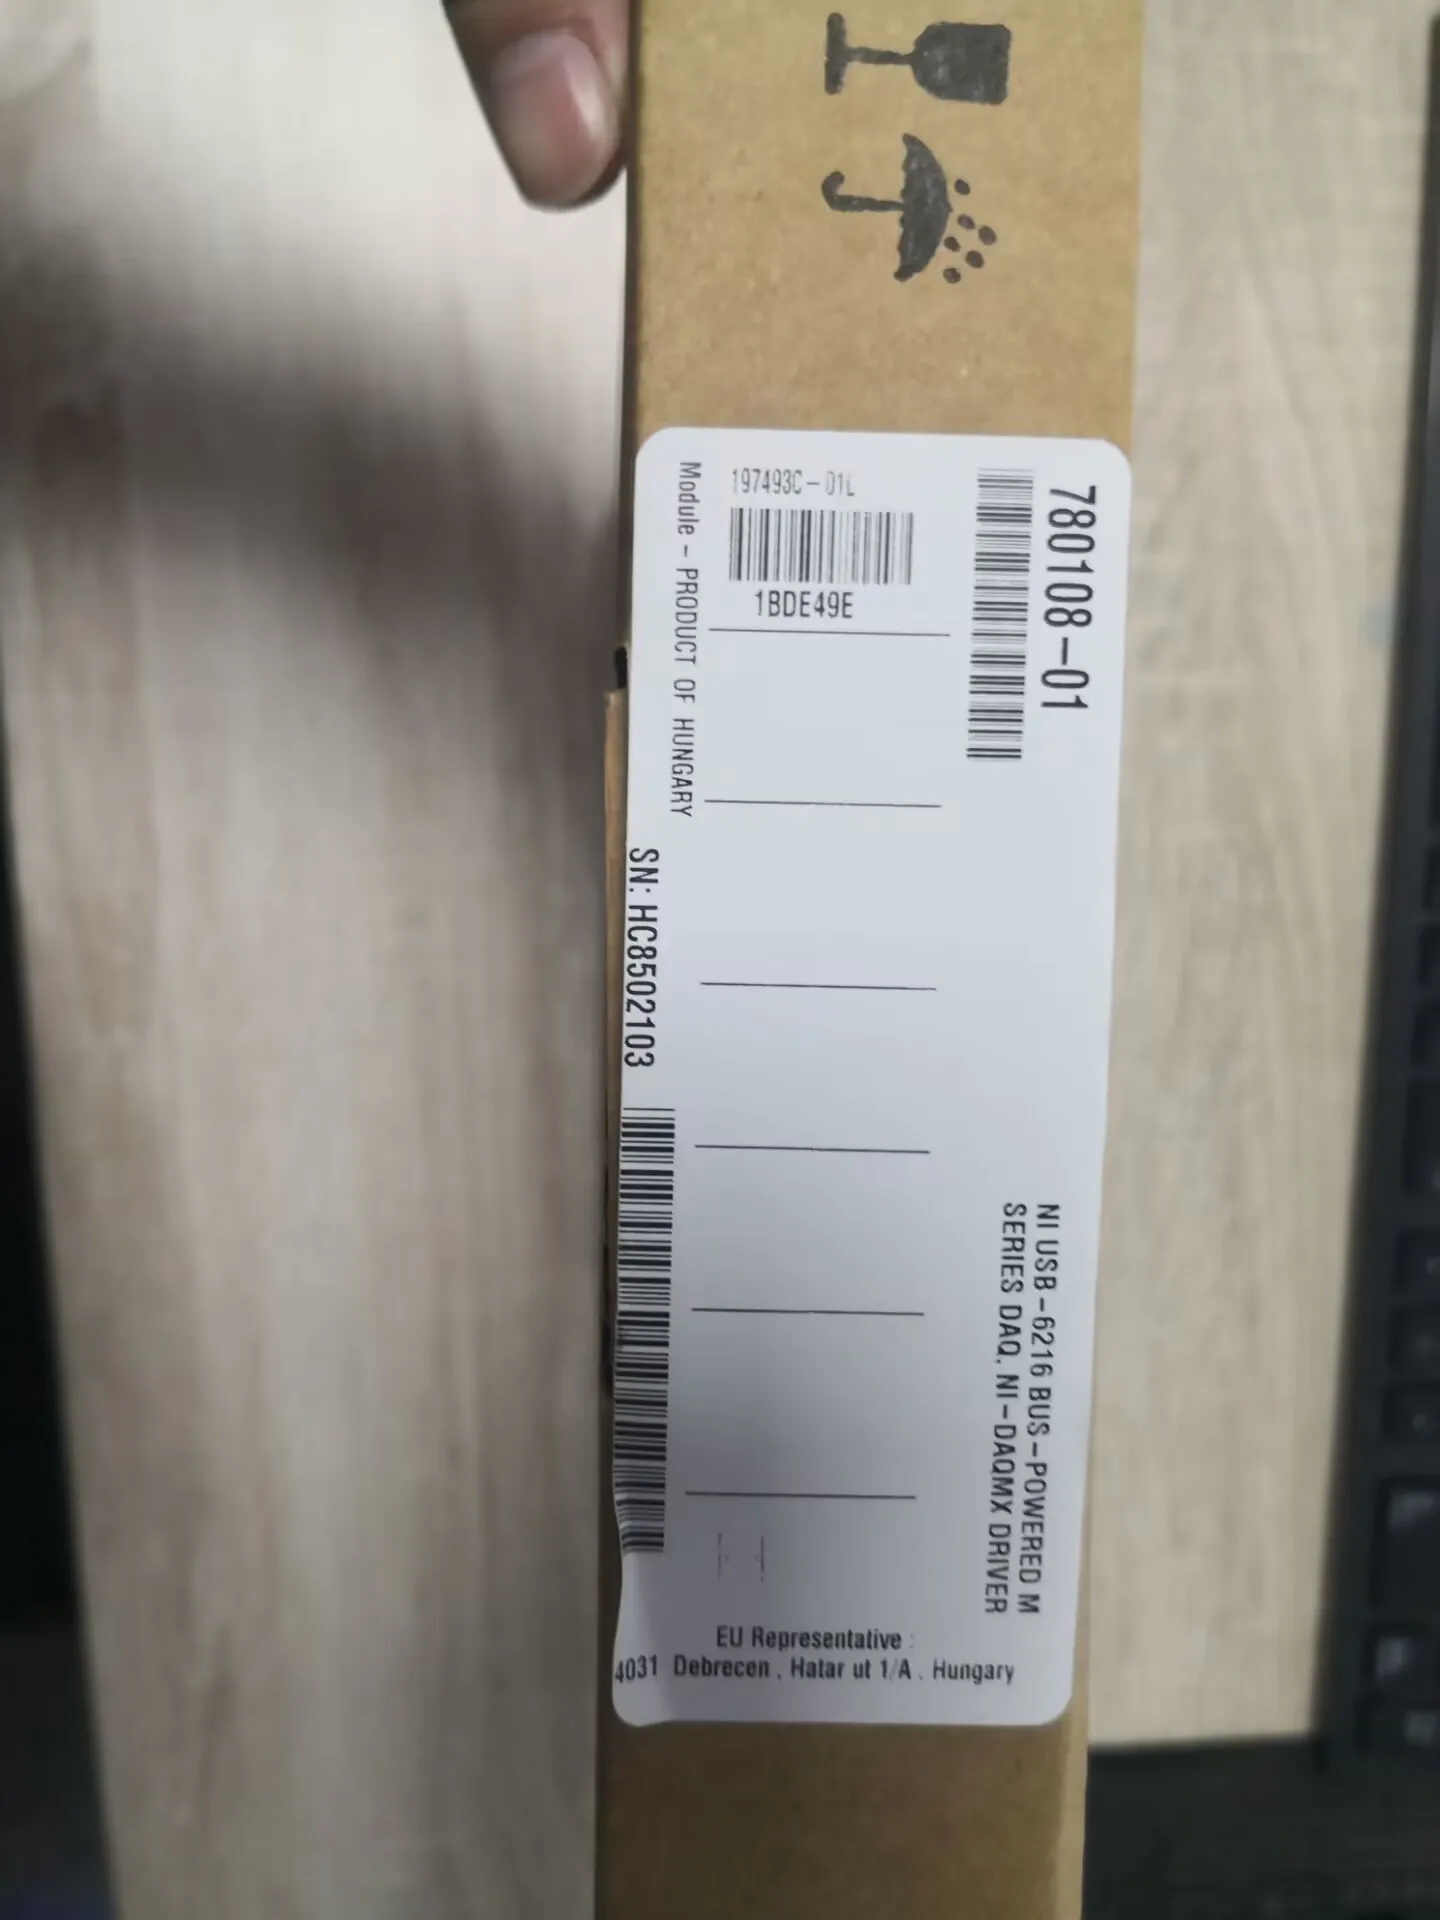 780108-01
NI USB-6216 BUS-POWERED M
SERIES DAQ, NI-DAQMX DRIVER
197493C-01L
1BDE49E
Module - PRODUCT OF HUNGARY
SN: HC8502103
EU Representative :
4031 Debrecen , Hatar ut 1/A . Hungary